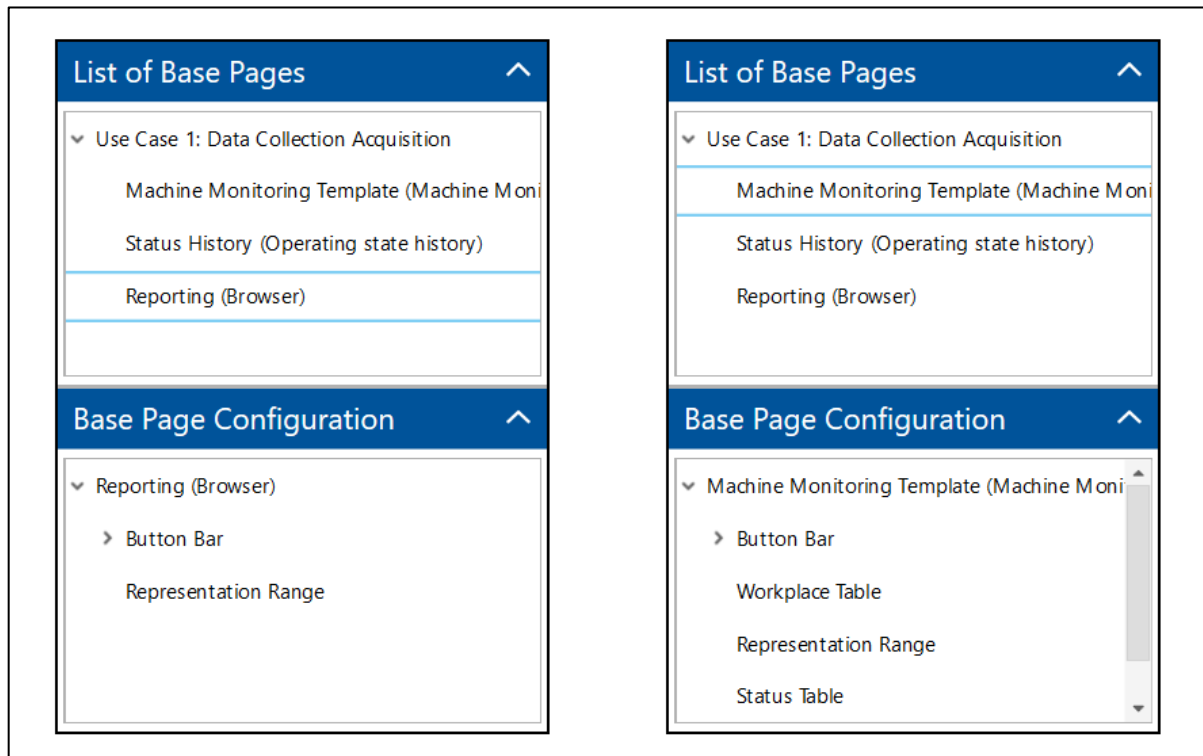 List of Base Pages
Use Case 1: Data Collection Acquisition
Machine Monitoring Template (Machine Moni
Status History (Operating state history)
Reporting (Browser)
Base Page Configuration
Reporting (Browser)
Button Bar
Representation Range
List of Base Pages
Use Case 1: Data Collection Acquisition
Machine Monitoring Template (Machine Moni
Status History (Operating state history)
Reporting (Browser)
Base Page Configuration
Machine Monitoring Template (Machine Moni
Button Bar
Workplace Table
Representation Range
Status Table